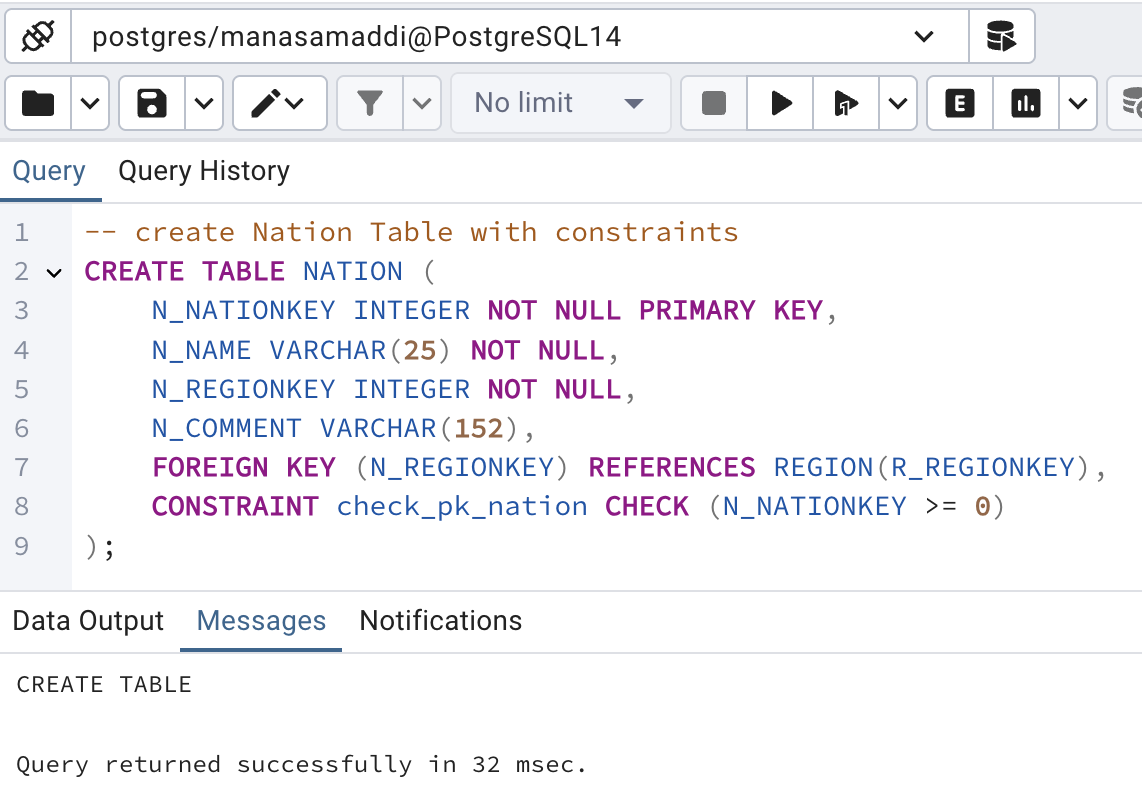 postgres/manasamaddi@PostgreSQL14
No limit
E
Query Query History
1 -- create Nation Table with constraints
2 CREATE TABLE NATION (
3 N_NATIONKEY INTEGER NOT NULL PRIMARY KEY,
4 N_NAME VARCHAR(25) NOT NULL,
5 N_REGIONKEY INTEGER NOT NULL,
6 N_COMMENT VARCHAR(152),
7 FOREIGN KEY (N_REGIONKEY) REFERENCES REGION(R_REGIONKEY),
8 CONSTRAINT check_pk_nation CHECK (N_NATIONKEY >= 0)
9 );
Data Output Messages Notifications
CREATE TABLE
Query returned successfully in 32 msec.